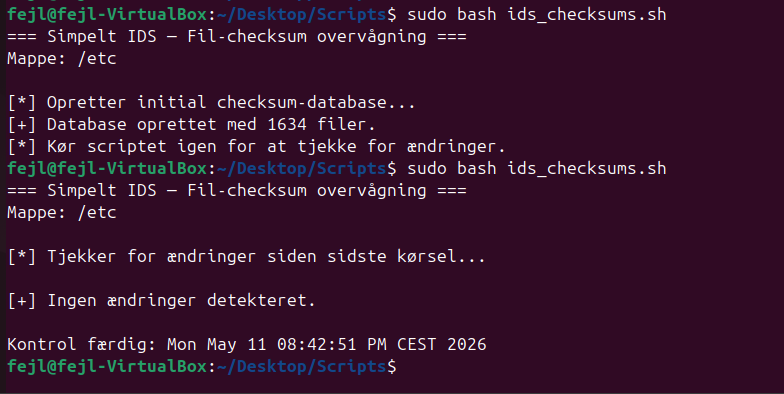 fejl@fejl-VirtualBox:~/Desktop/Scripts$ sudo bash ids_checksums.sh
=== Simpelt IDS – Fil-checksum overvågning ===
Mappe: /etc

[*] Opretter initial checksum-database...
[+] Database oprettet med 1634 filer.
[*] Kør scriptet igen for at tjekke for ændringer.
fejl@fejl-VirtualBox:~/Desktop/Scripts$ sudo bash ids_checksums.sh
=== Simpelt IDS – Fil-checksum overvågning ===
Mappe: /etc

[*] Tjekker for ændringer siden sidste kørsel...

[+] Ingen ændringer detekteret.

Kontrol færdig: Mon May 11 08:42:51 PM CEST 2026
fejl@fejl-VirtualBox:~/Desktop/Scripts$